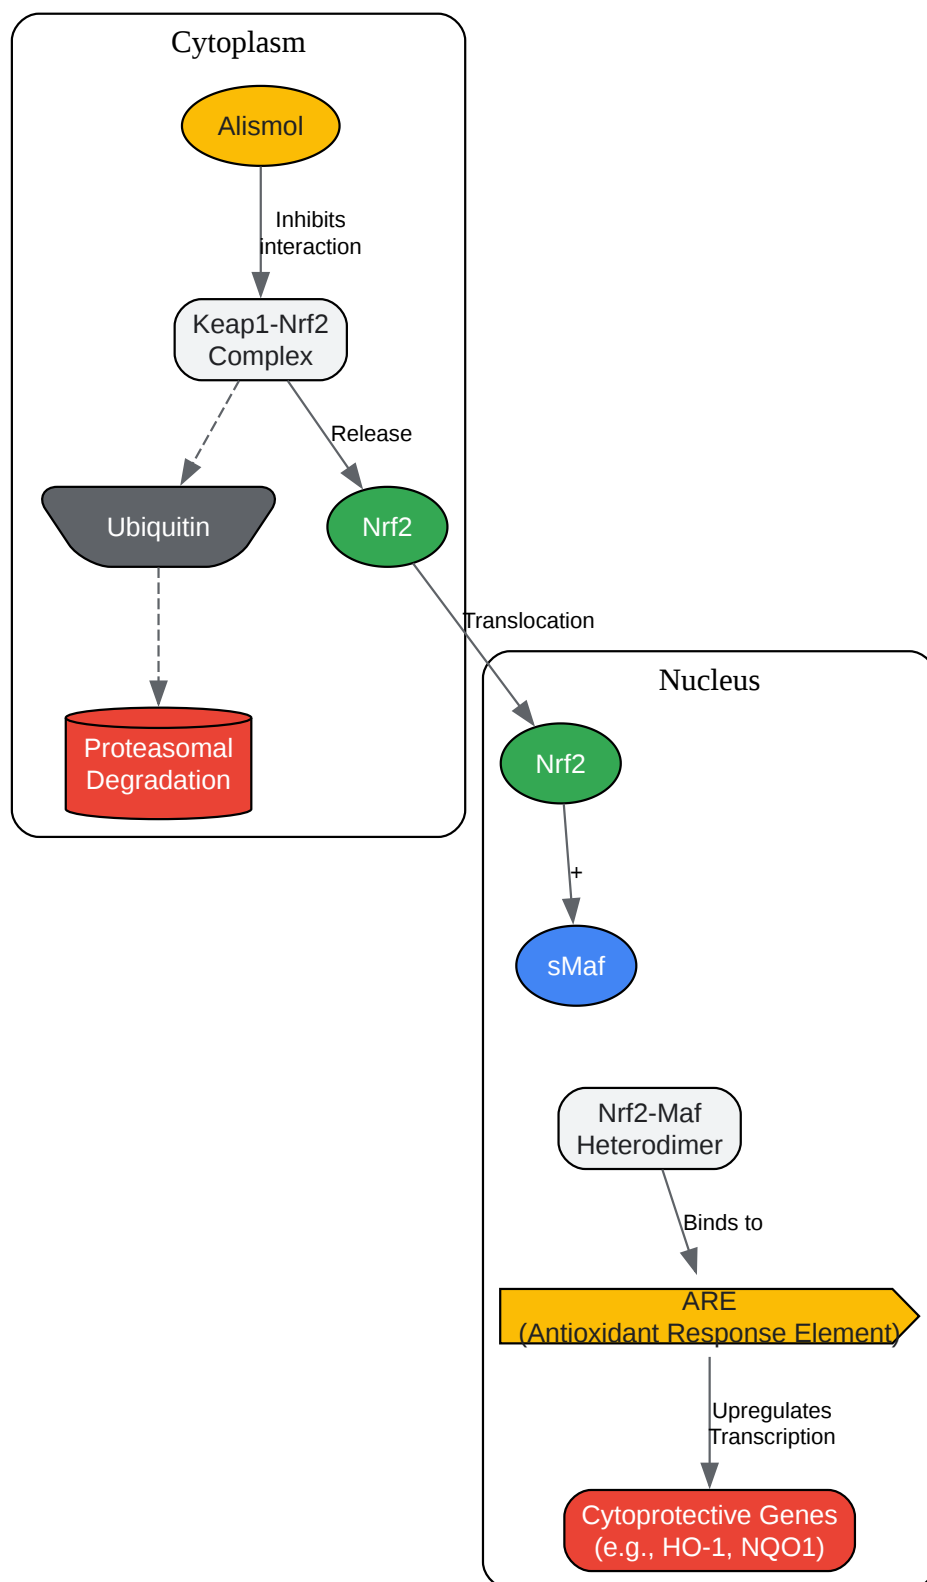 Cytoplasm
Alismol
Inhibits
interaction
Keap1-Nrf2
Complex
Release
Ubiquitin
Nrf2
Translocation
Proteasomal
Degradation
Nucleus
Nrf2
+
sMaf
Nrf2-Maf
Heterodimer
Binds to
ARE
(Antioxidant Response Element)
Upregulates
Transcription
Cytoprotective Genes
(e.g., HO-1, NQO1)